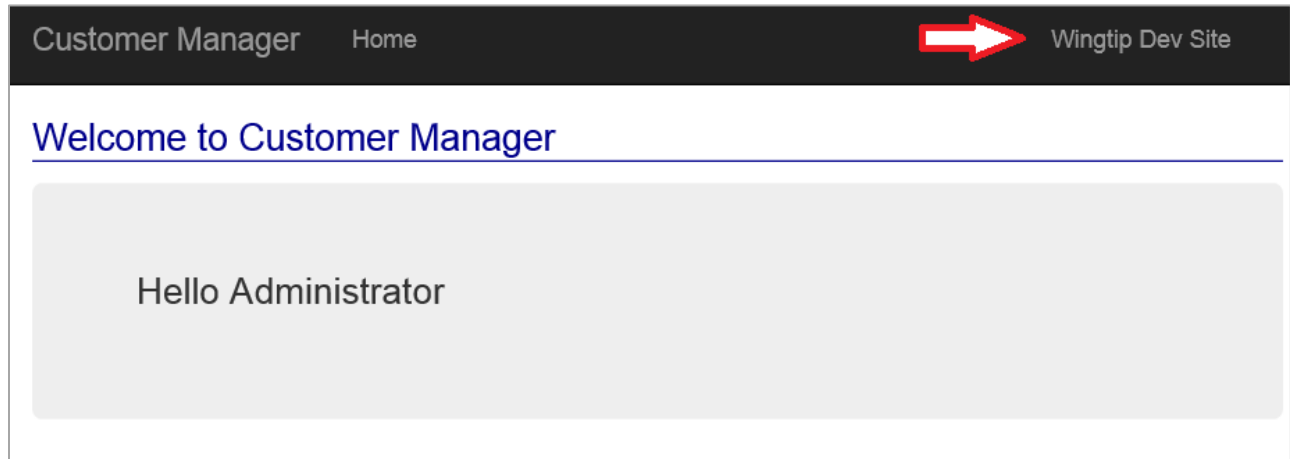 Customer Manager Home Wingtip Dev Site
Welcome to Customer Manager
Hello Administrator